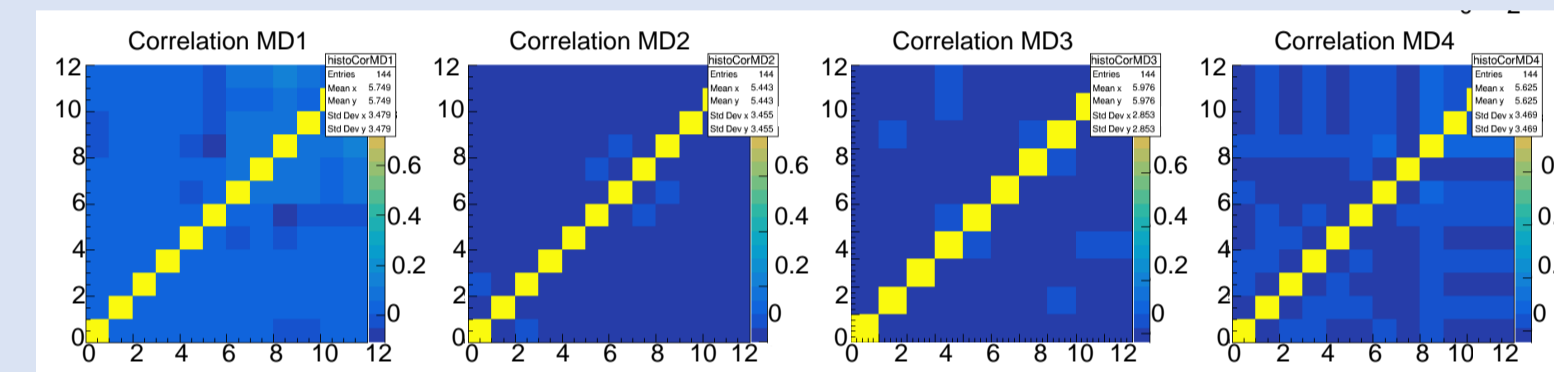 Correlation MD1
histoCorMD1
Entries 144
Mean x 5.749
Mean y 5.749
Std Dev x 3.479
Std Dev y 3.479
12
10
8
6
4
2
0
0 2 4 6 8 10 12
0.6
0.4
0.2
0
Correlation MD2
histoCorMD2
Entries 144
Mean x 5.443
Mean y 5.443
Std Dev x 3.455
Std Dev y 3.455
12
10
8
6
4
2
0
0 2 4 6 8 10 12
0.6
0.4
0.2
0
Correlation MD3
histoCorMD3
Entries 144
Mean x 5.976
Mean y 5.976
Std Dev x 2.853
Std Dev y 2.853
12
10
8
6
4
2
0
0 2 4 6 8 10 12
0.6
0.4
0.2
0
Correlation MD4
histoCorMD4
Entries 144
Mean x 5.625
Mean y 5.625
Std Dev x 3.469
Std Dev y 3.469
12
10
8
6
4
2
0
0 2 4 6 8 10 12
0
0.
0.
0